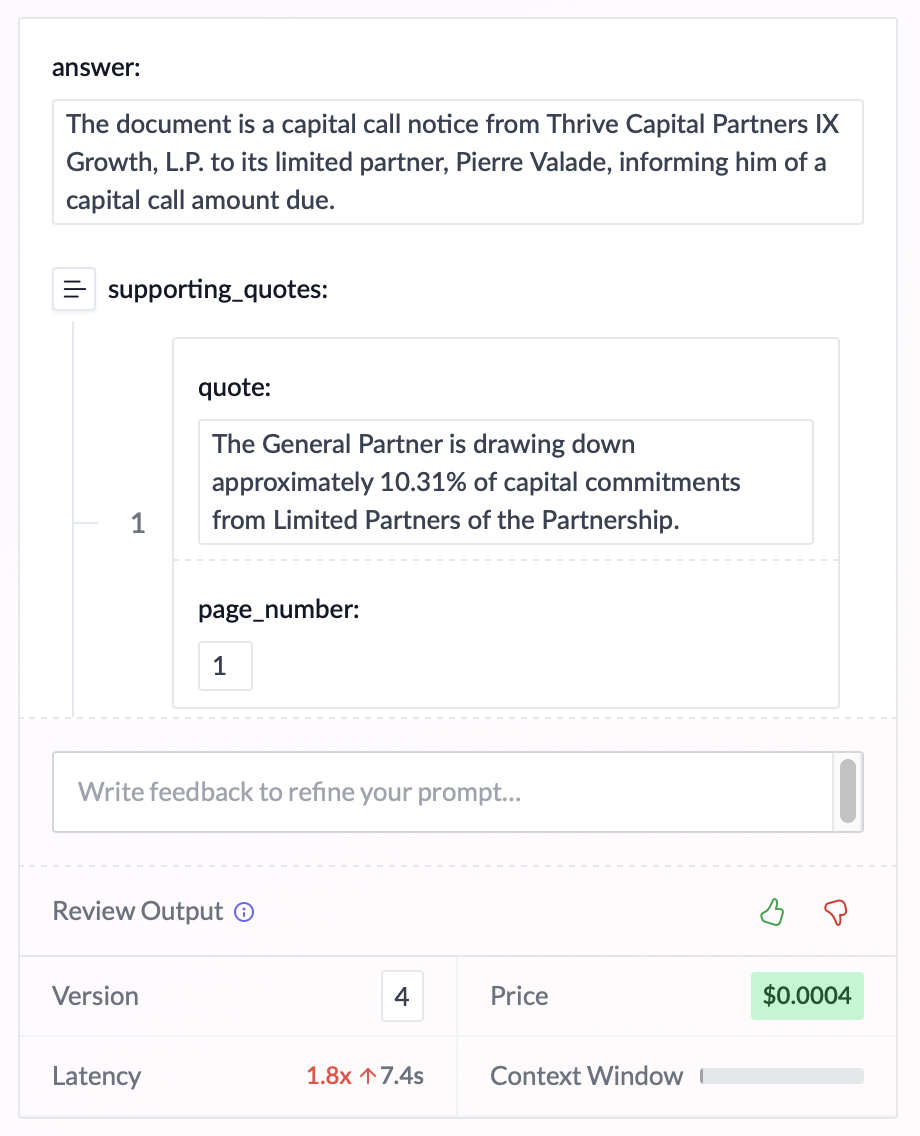 answer:
The document is a capital call notice from Thrive Capital Partners IX
Growth, L.P. to its limited partner, Pierre Valade, informing him of a
capital call amount due.
supporting_quotes:
1
quote:
The General Partner is drawing down
approximately 10.31% of capital commitments
from Limited Partners of the Partnership.
page_number:
1
Write feedback to refine your prompt...
Review Output
Version 4
Price $0.0004
Latency 1.8x ↑ 7.4s
Context Window